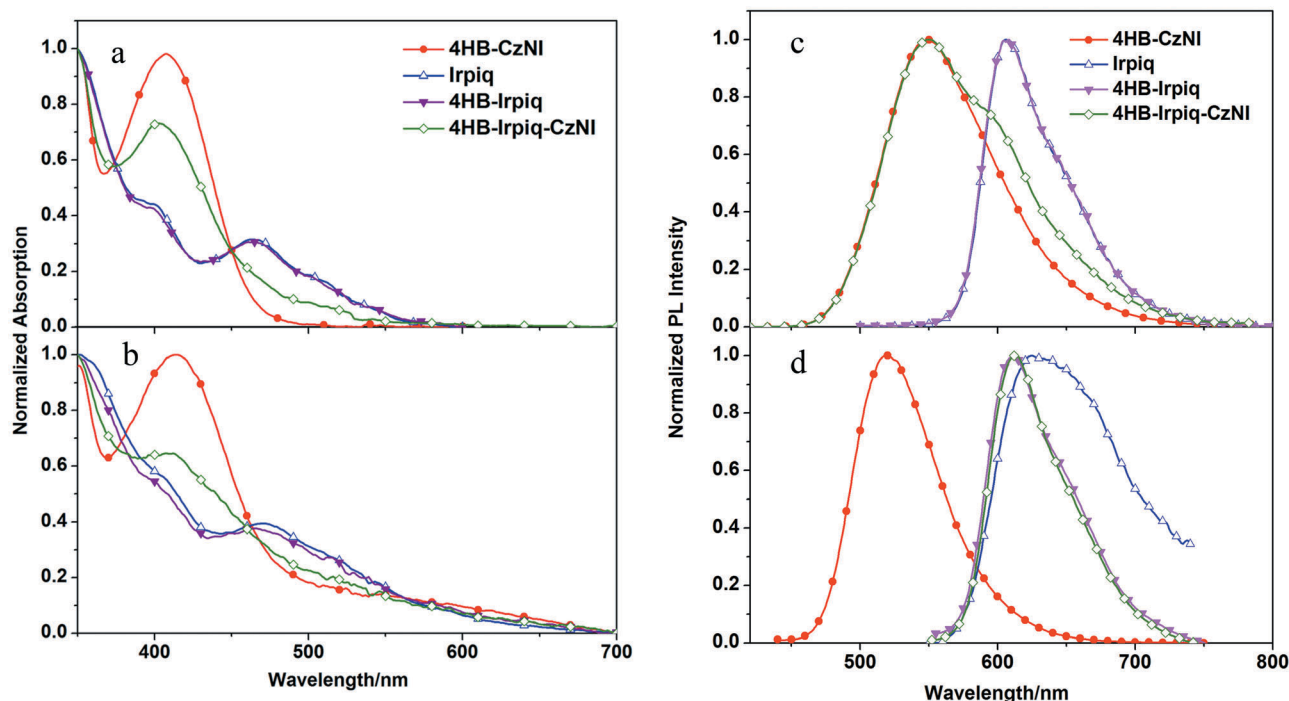 a
1.0
0.8
0.6
0.4
0.2
0.0
4HB-CzNI
Irpiq
4HB-Irpiq
4HB-Irpiq-CzNI
b
1.0
0.8
0.6
0.4
0.2
0.0
400
500
600
700
Normalized Absorption
Wavelength/nm
c
1.0
0.8
0.6
0.4
0.2
0.0
4HB-CzNI
Irpiq
4HB-Irpiq
4HB-Irpiq-CzNI
d
1.0
0.8
0.6
0.4
0.2
0.0
500
600
700
800
Normalized PL Intensity
Wavelength/nm